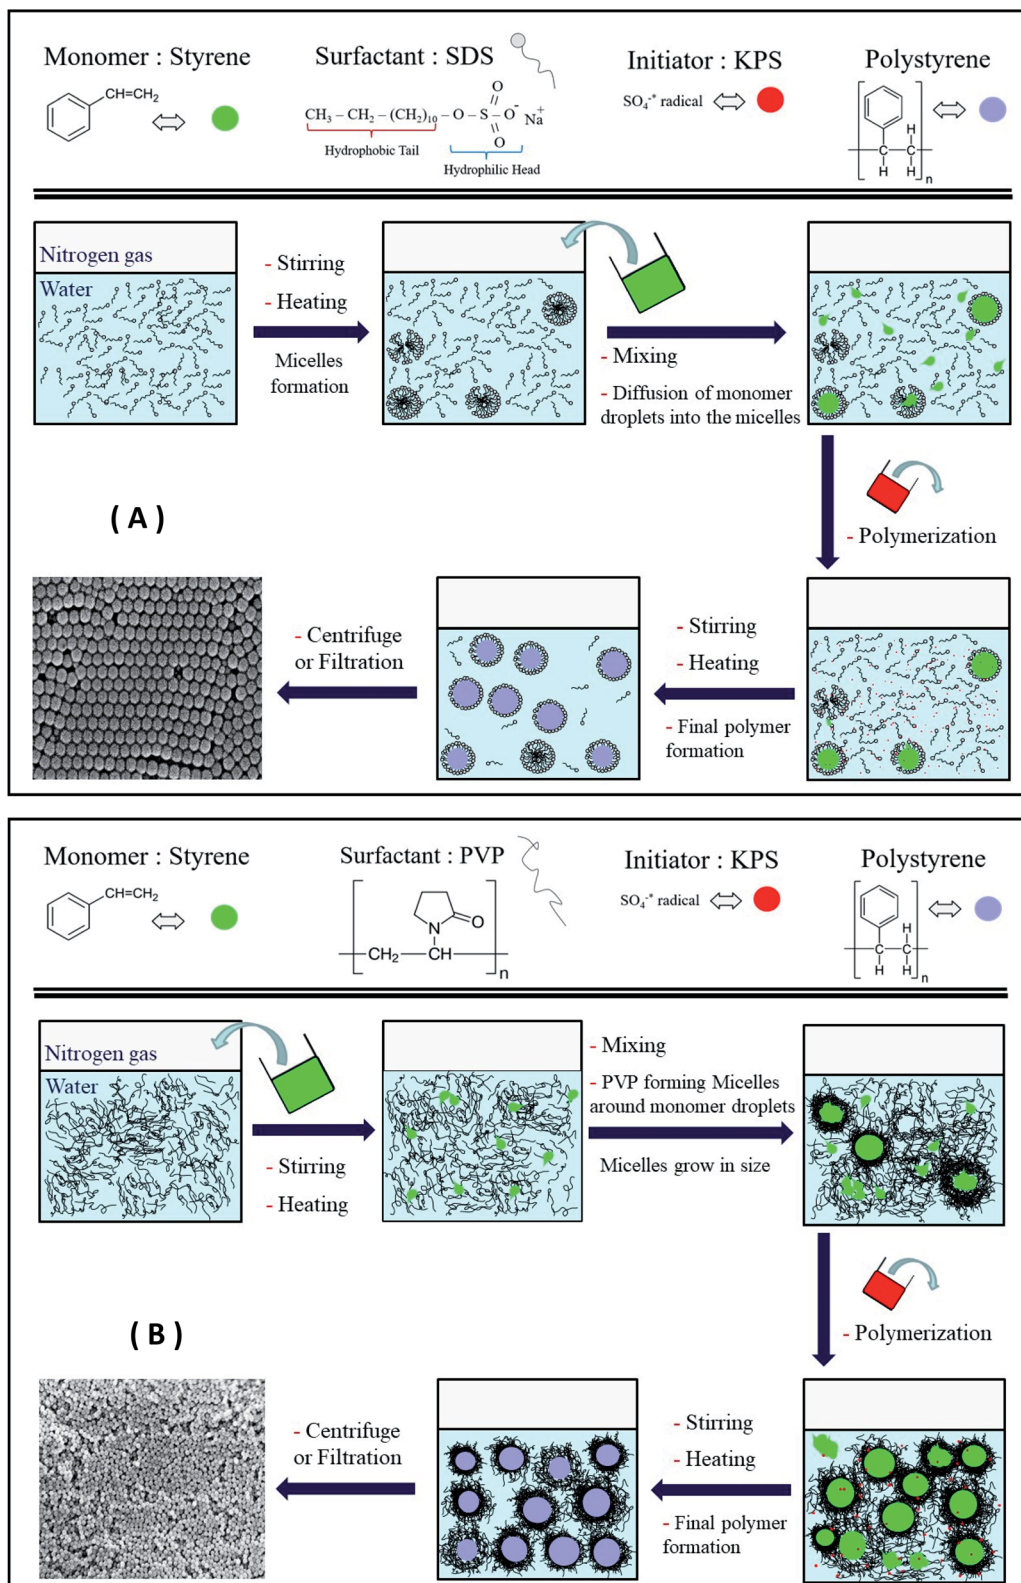 Monomer : Styrene
Surfactant : SDS
Initiator : KPS
Polystyrene
CH=CH₂
SO₄⁻* radical
CH₃ – CH₂ – (CH₂)₁₀ – O – S – O⁻ Na⁺
O
O
Hydrophobic Tail
Hydrophilic Head
H
C – C
H H
n
Nitrogen gas
Water
- Stirring
- Heating
Micelles
formation
- Mixing
- Diffusion of monomer
droplets into the micelles
( A )
- Polymerization
- Centrifuge
or Filtration
- Stirring
- Heating
- Final polymer
formation
Monomer : Styrene
Surfactant : PVP
Initiator : KPS
Polystyrene
CH=CH₂
SO₄⁻* radical
N
O
CH₂ – CH
n
H
C – C
H H
n
Nitrogen gas
Water
- Stirring
- Heating
- Mixing
- PVP forming Micelles
around monomer droplets
Micelles grow in size
( B )
- Polymerization
- Centrifuge
or Filtration
- Stirring
- Heating
- Final polymer
formation